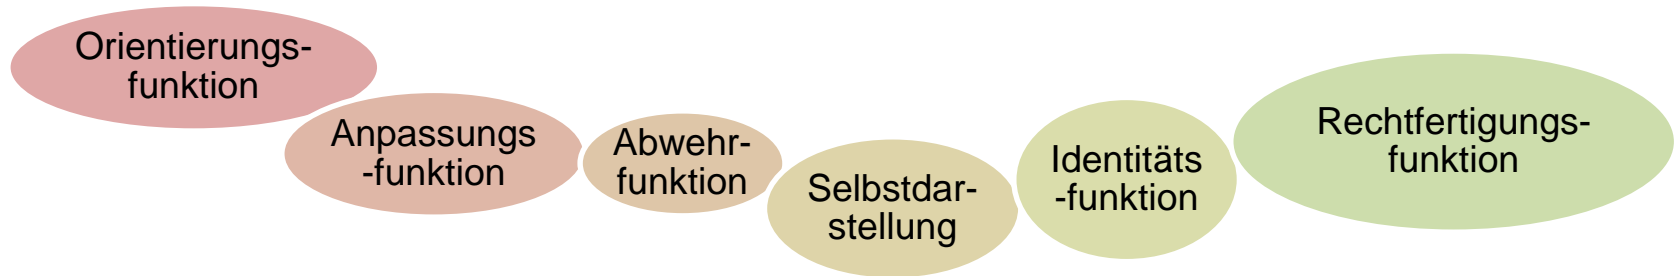 Orientierungs-
funktion
Anpassungs
-funktion
Abwehr-
funktion
Selbstdar-
stellung
Identitäts
-funktion
Rechtfertigungs-
funktion